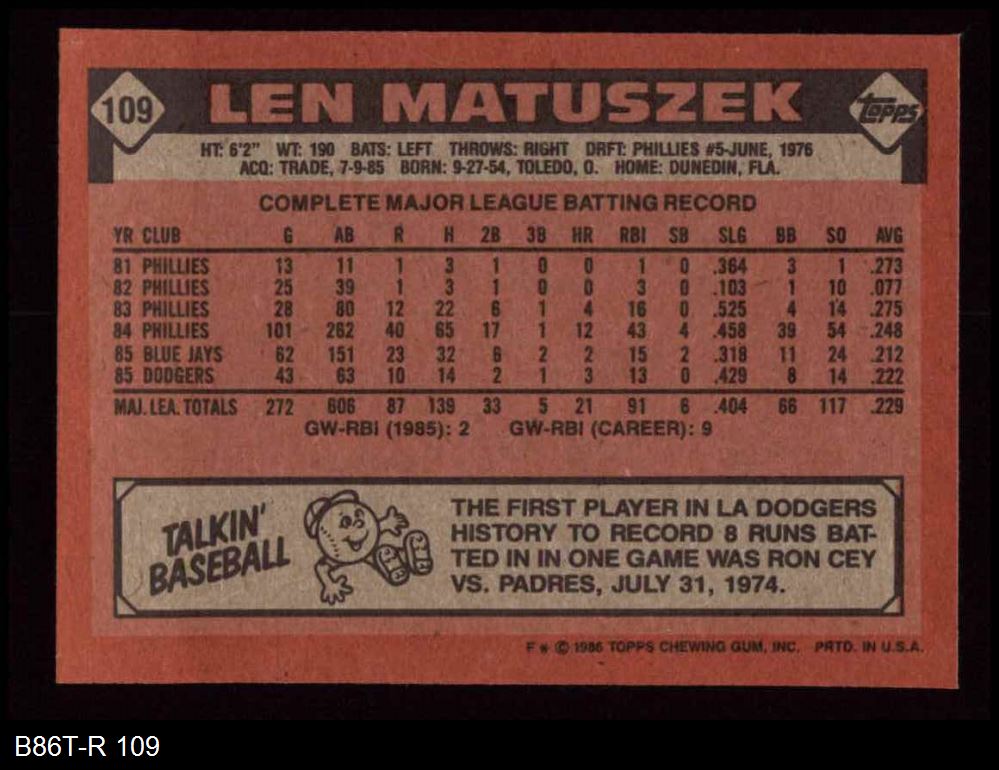 109
LEN MATUSZEK
TOPPS
HT: 6'2" WT: 190 BATS: LEFT THROWS: RIGHT DRFT: PHILLIES #5-JUNE, 1976
ACQ: TRADE, 7-9-85 BORN: 9-27-54, TOLEDO, O. HOME: DUNEDIN, FLA.
COMPLETE MAJOR LEAGUE BATTING RECORD
YR CLUB G AB R H 2B 3B HR RBI SB SLG BB SO AVG
81 PHILLIES 13 11 1 3 1 0 0 1 0 .364 3 1 .273
82 PHILLIES 25 39 1 3 1 0 0 3 0 .103 1 10 .077
83 PHILLIES 28 80 12 22 6 1 4 16 0 .525 4 14 .275
84 PHILLIES 101 262 40 65 17 1 12 43 4 .458 39 54 .248
85 BLUE JAYS 62 151 23 32 6 2 2 15 2 .318 11 24 .212
85 DODGERS 43 63 10 14 2 1 3 13 0 .429 8 14 .222
MAJ. LEA. TOTALS 272 606 87 139 33 5 21 91 6 .404 66 117 .229
GW-RBI (1985): 2 GW-RBI (CAREER): 9
TALKIN'
BASEBALL
THE FIRST PLAYER IN LA DODGERS
HISTORY TO RECORD 8 RUNS BAT-
TED IN IN ONE GAME WAS RON CEY
VS. PADRES, JULY 31, 1974.
F * © 1986 TOPPS CHEWING GUM, INC. PRTD. IN U.S.A.
B86T-R 109